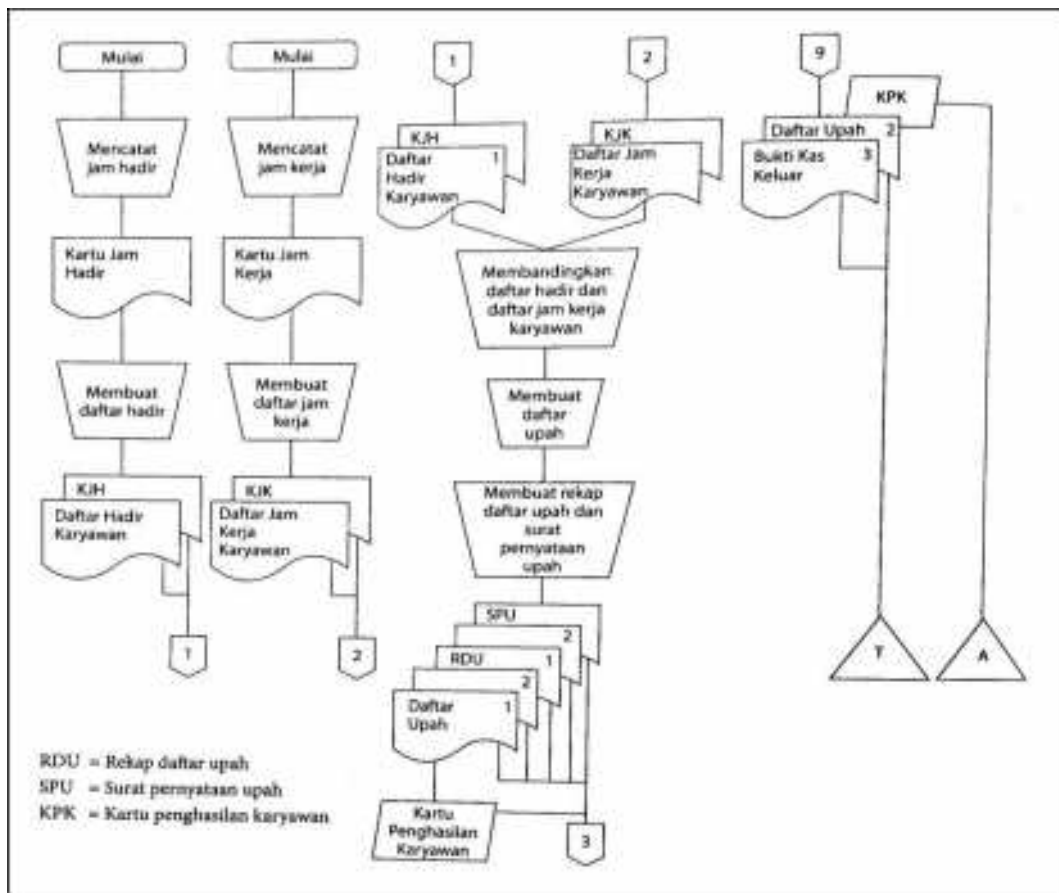 Mulai
Mencatat
jam hadir
Kartu Jam
Hadir
Membuat
daftar hadir
KJH
Daftar Hadir
Karyawan
1
Mulai
Mencatat
jam kerja
Kartu Jam
Kerja
Membuat
daftar jam
kerja
KJK
Daftar Jam
Kerja
Karyawan
2
1
KJH
Daftar
Hadir
Karyawan
1
2
KJK
Daftar Jam
Kerja
Karyawan
Membandingkan
daftar hadir dan
daftar jam kerja
karyawan
Membuat
daftar
upah
Membuat rekap
daftar upah dan
surat
pernyataan
upah
SPU
2
RDU
1
2
Daftar
Upah
1
Kartu
Penghasilan
Karyawan
3
9
KPK
Daftar Upah
2
Bukti Kas
Keluar
3
T
A
RDU = Rekap daftar upah
SPU = Surat pernyataan upah
KPK = Kartu penghasilan karyawan